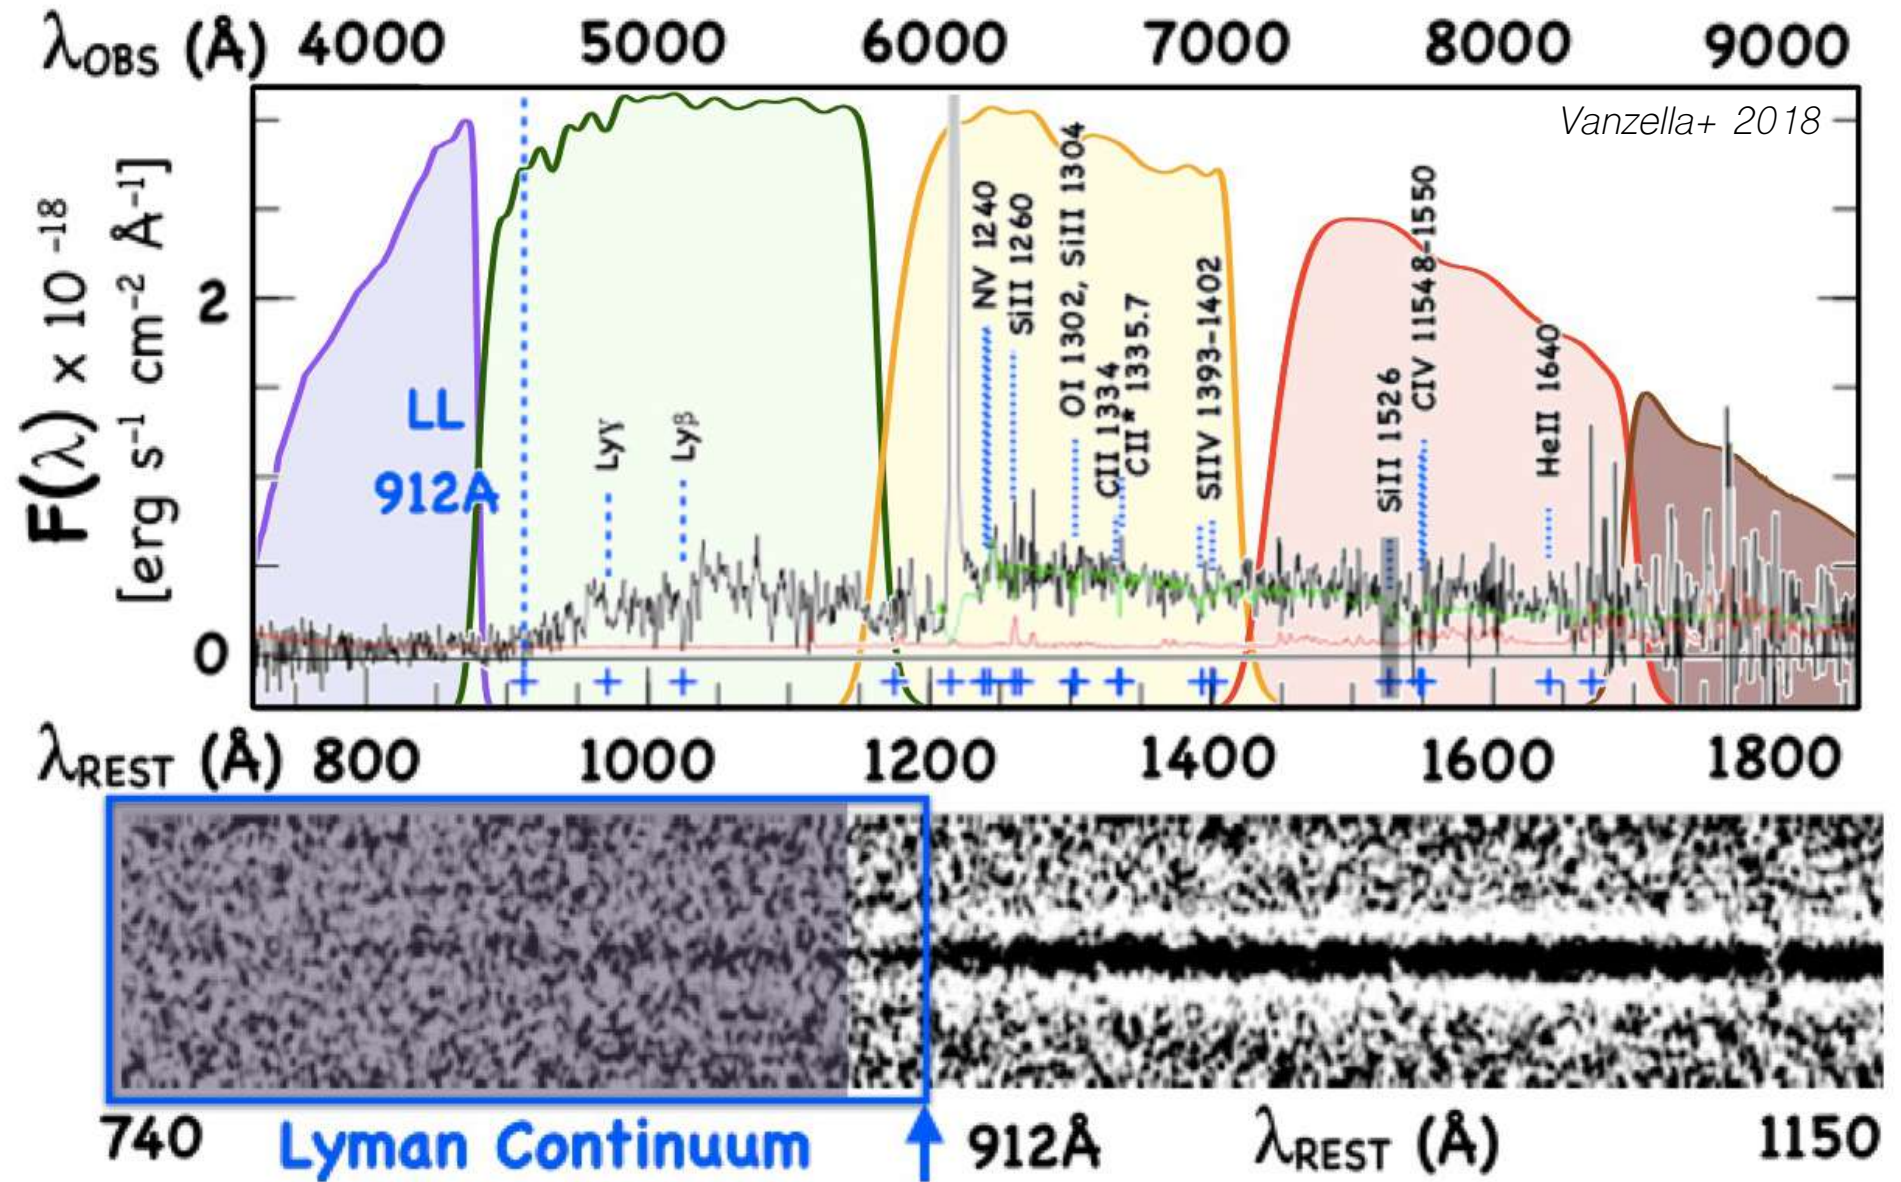 λOBS (Å) 4000 5000 6000 7000 8000 9000
Vanzella+ 2018
F(λ) x 10⁻¹⁸
[erg s⁻¹ cm⁻² Å⁻¹]
2
0
LL
912A
Lyγ
Lyβ
NV 1240
SiII 1260
OI 1302, SiII 1304
CII 1334
CII* 1335.7
SIIV 1393-1402
SiII 1526
CIV 11548-1550
HeII 1640
λREST (Å) 800 1000 1200 1400 1600 1800
740 Lyman Continuum 912Å λREST (Å) 1150